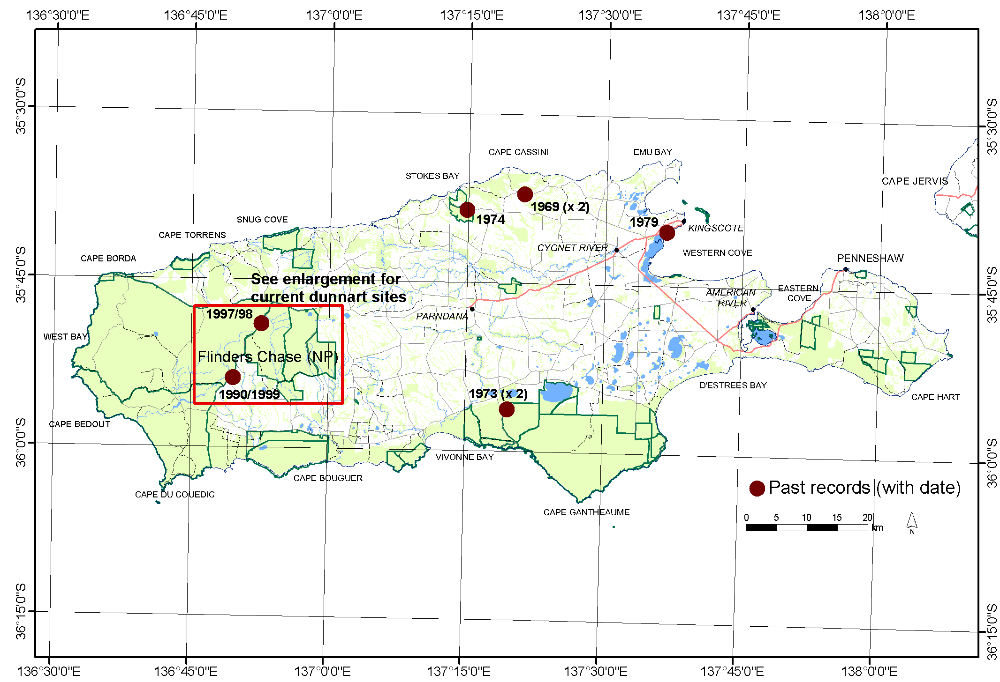 136°30'0"E
136°45'0"E
137°0'0"E
137°15'0"E
137°30'0"E
137°45'0"E
138°0'0"E
35°30'0"S
35°30'0"S
CAPE CASSINI
EMU BAY
STOKES BAY
CAPE JERVIS
1969 (x 2)
1974
1979
SNUG COVE
KINGSCOTE
CAPE TORRENS
CYGNET RIVER
WESTERN COVE
CAPE BORDA
PENNESHAW
35°45'0"S
35°45'0"S
See enlargement for
current dunnart sites
EASTERN
COVE
AMERICAN
RIVER
1997/98
PARNDANA
WEST BAY
Flinders Chase (NP)
1990/1999
1973 (x 2)
D'ESTREES BAY
CAPE HART
CAPE BEDOUT
36°0'0"S
36°0'0"S
VIVONNE BAY
CAPE BOUGUER
CAPE DU COUEDIC
CAPE GANTHEAUME
Past records (with date)
0 5 10 15 20
km
N
36°15'0"S
36°15'0"S
136°30'0"E
136°45'0"E
137°0'0"E
137°15'0"E
137°30'0"E
137°45'0"E
138°0'0"E